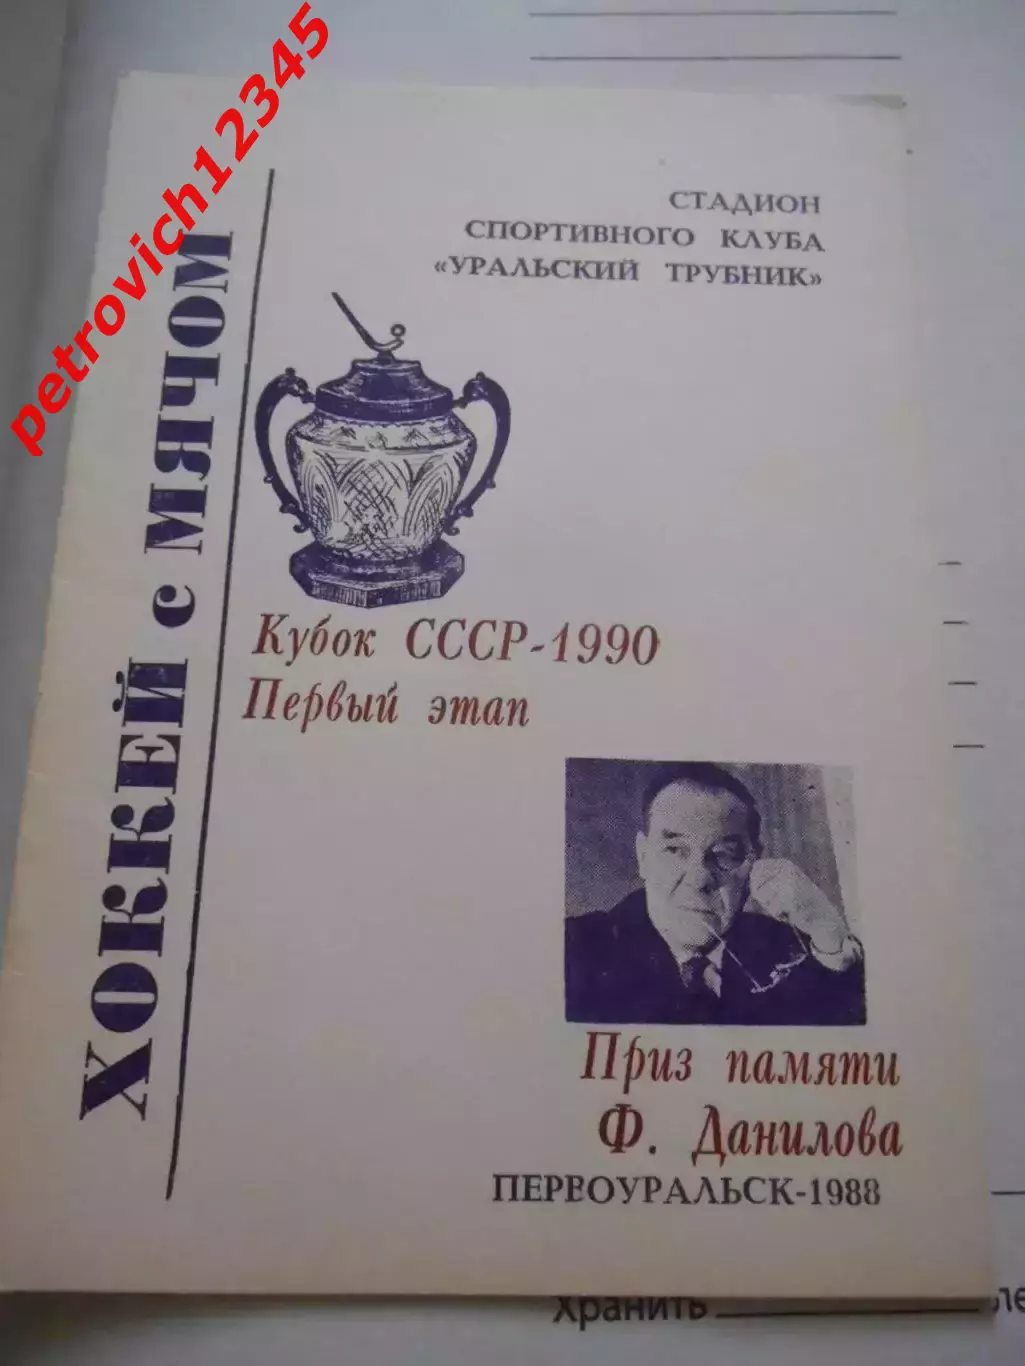 petrovich12345
СТАДИОН
СПОРТИВНОГО КЛУБА
«УРАЛЬСКИЙ ТРУБНИК»
ХОККЕЙ с МЯЧОМ
Кубок СССР-1990
Первый этап
Приз памяти
Ф. Данилова
ПЕРВОУРАЛЬСК-1988
хранить